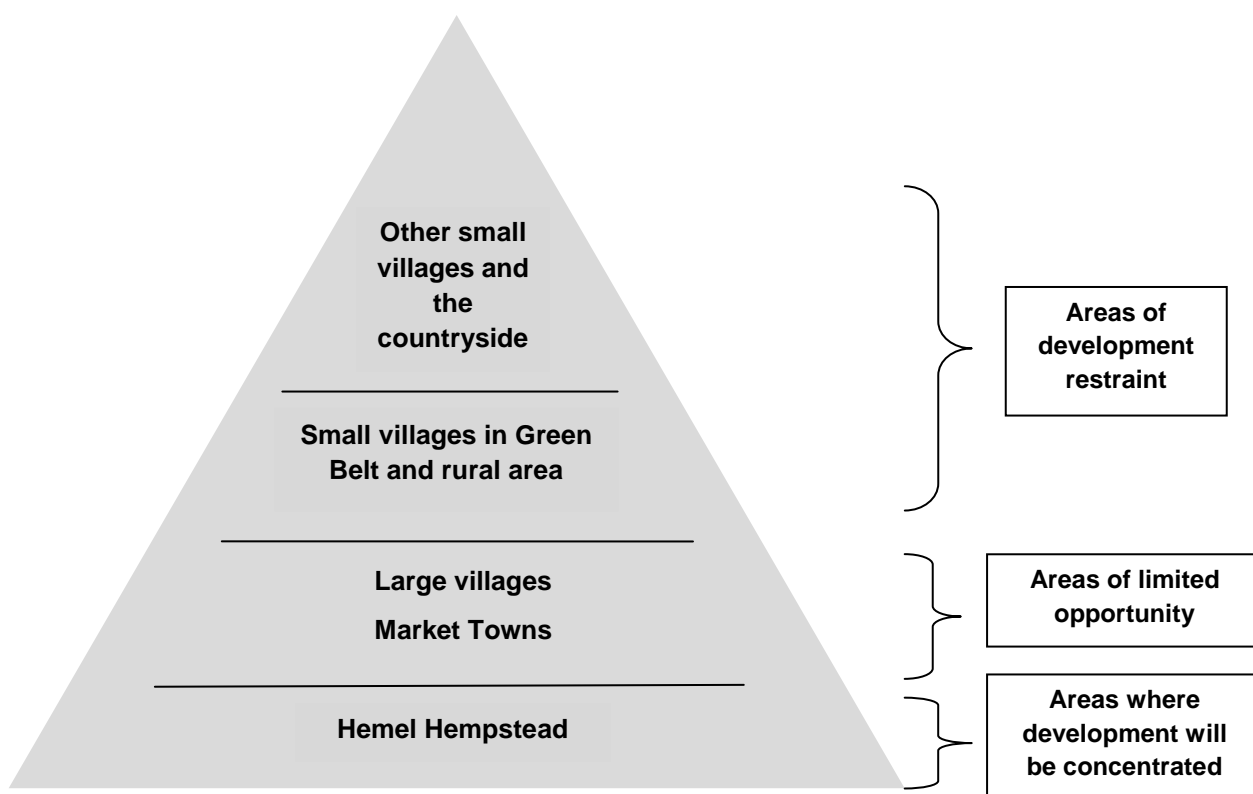 Other small
villages and
the
countryside
Areas of
development
restraint
Small villages in Green
Belt and rural area
Large villages
Market Towns
Areas of limited
opportunity
Hemel Hempstead
Areas where
development will
be concentrated